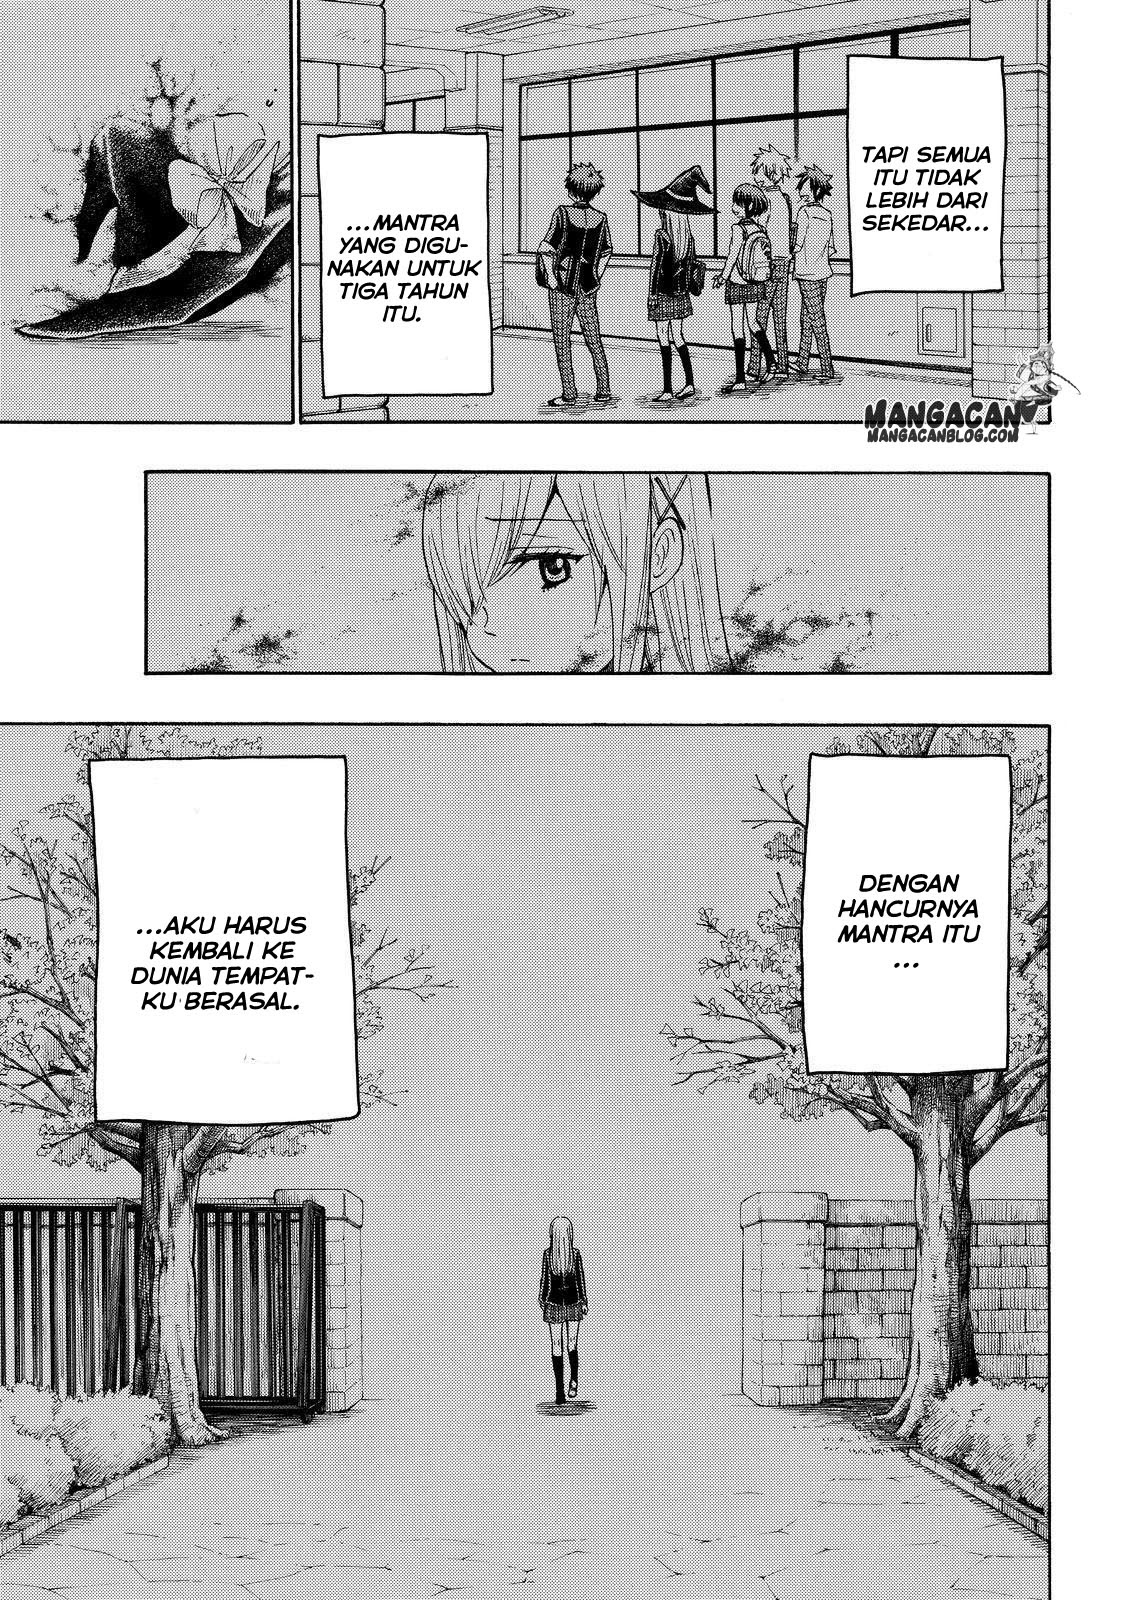 TAPI SEMUA
ITU TIDAK
LEBIH DARI
SEKEDAR...
...MANTRA
YANG DIGU-
NAKAN UNTUK
TIGA TAHUN
ITU.
MANGACAN
MANGACANBLOG.COM
DENGAN
HANCURNYA
MANTRA ITU
...
...AKU HARUS
KEMBALI KE
DUNIA TEMPAT-
KU BERASAL.